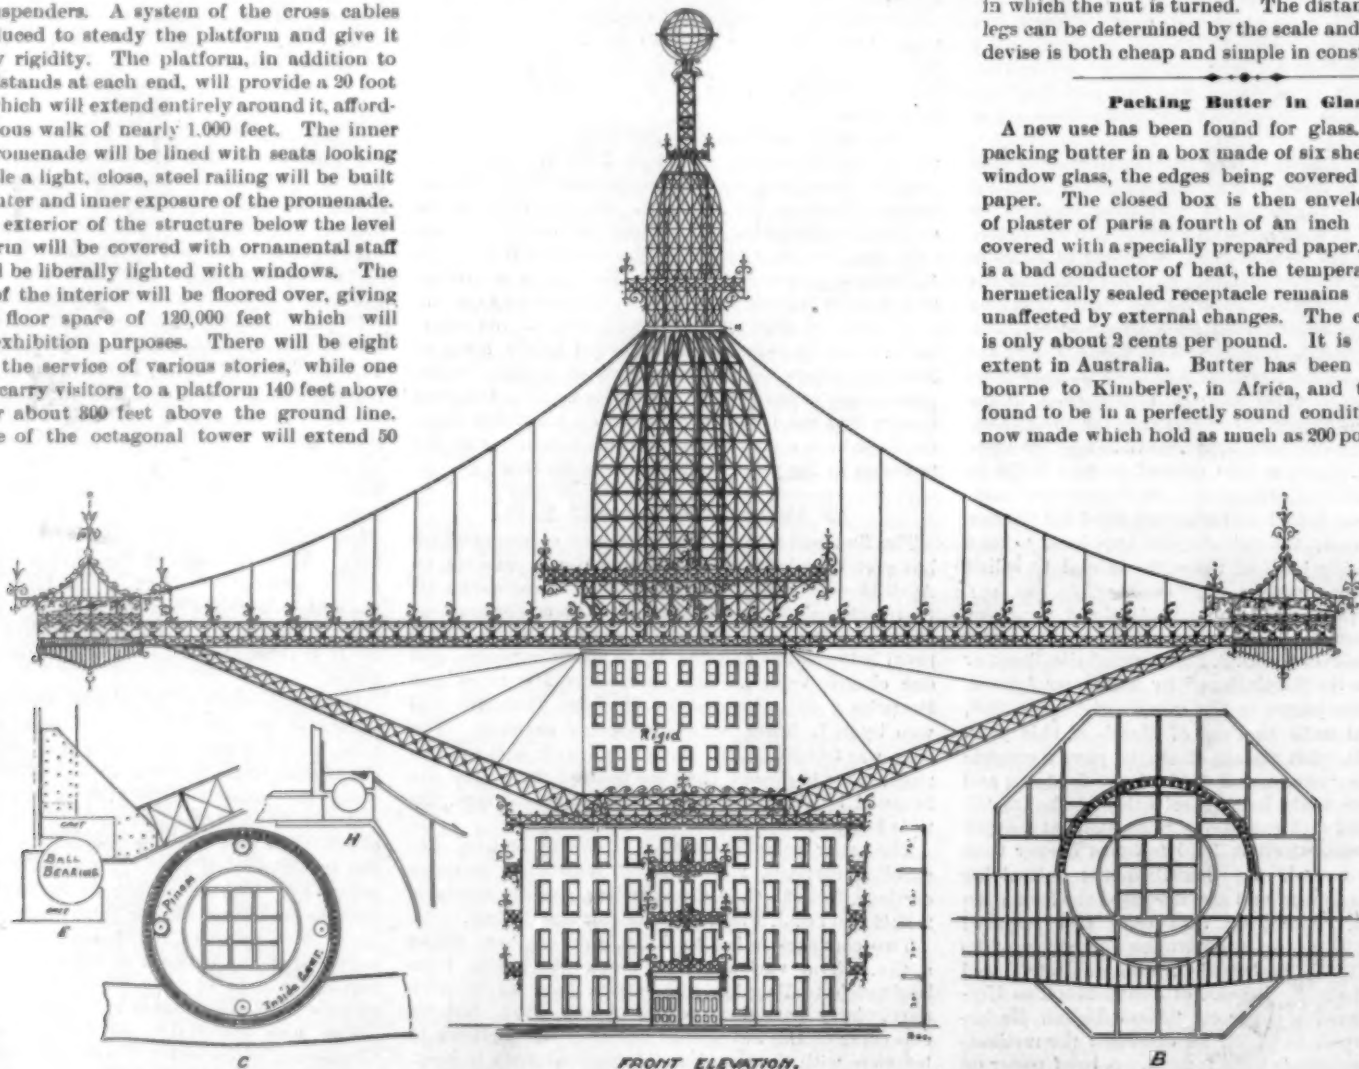 spenders. A system of the cross cables
luced to steady the platform and give it
y rigidity. The platform, in addition to
stands at each end, will provide a 20 foot
which will extend entirely around it, afford-
ous walk of nearly 1,000 feet. The inner
romenade will be lined with seats looking
le a light, close, steel railing will be built
uter and inner exposure of the promenade.
exterior of the structure below the level
rm will be covered with ornamental staff
l be liberally lighted with windows. The
of the interior will be floored over, giving
floor space of 120,000 feet which will
exhibition purposes. There will be eight
the service of various stories, while one
carry visitors to a platform 140 feet above
r about 300 feet above the ground line.
e of the octagonal tower will extend 50
in which the nut is turned. The distan
legs can be determined by the scale and
devise is both cheap and simple in cons
Packing Butter in Glas
A new use has been found for glass.
packing butter in a box made of six she
window glass, the edges being covered
paper. The closed box is then envel
of plaster of paris a fourth of an inch
covered with a specially prepared paper.
is a bad conductor of heat, the tempera
hermetically sealed receptacle remains
unaffected by external changes. The c
is only about 2 cents per pound. It is
extent in Australia. Butter has been
bourne to Kimberley, in Africa, and
found to be in a perfectly sound condit
now made which hold as much as 200 po
Rigid
BALL
BEARING
E
H
Pinon
Inside Gear.
C
FRONT ELEVATION.
B